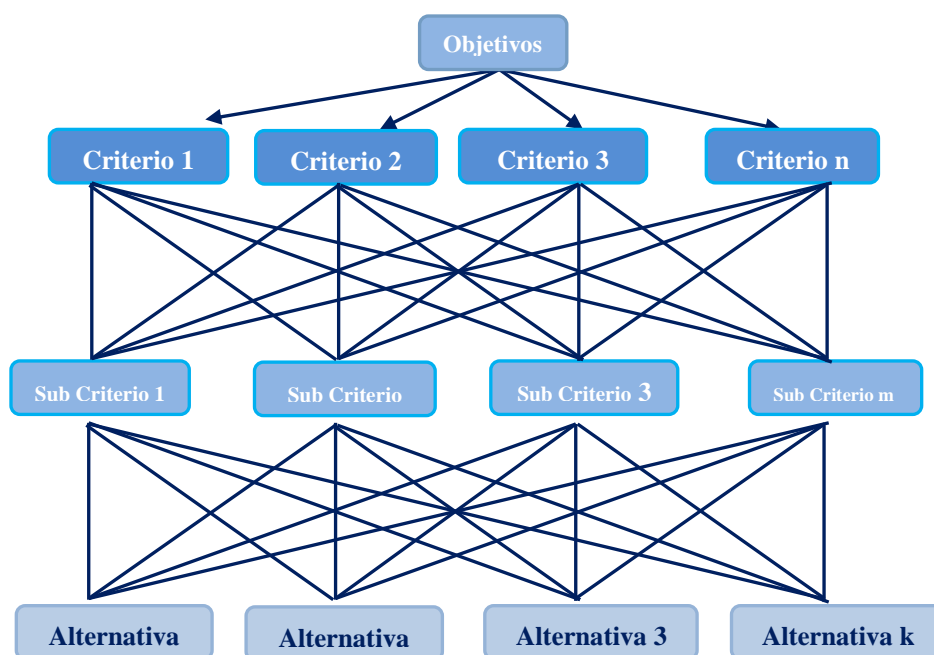 Objetivos
Criterio 1
Criterio 2
Criterio 3
Criterio n
Sub Criterio 1
Sub Criterio
Sub Criterio 3
Sub Criterio m
Alternativa
Alternativa
Alternativa 3
Alternativa k